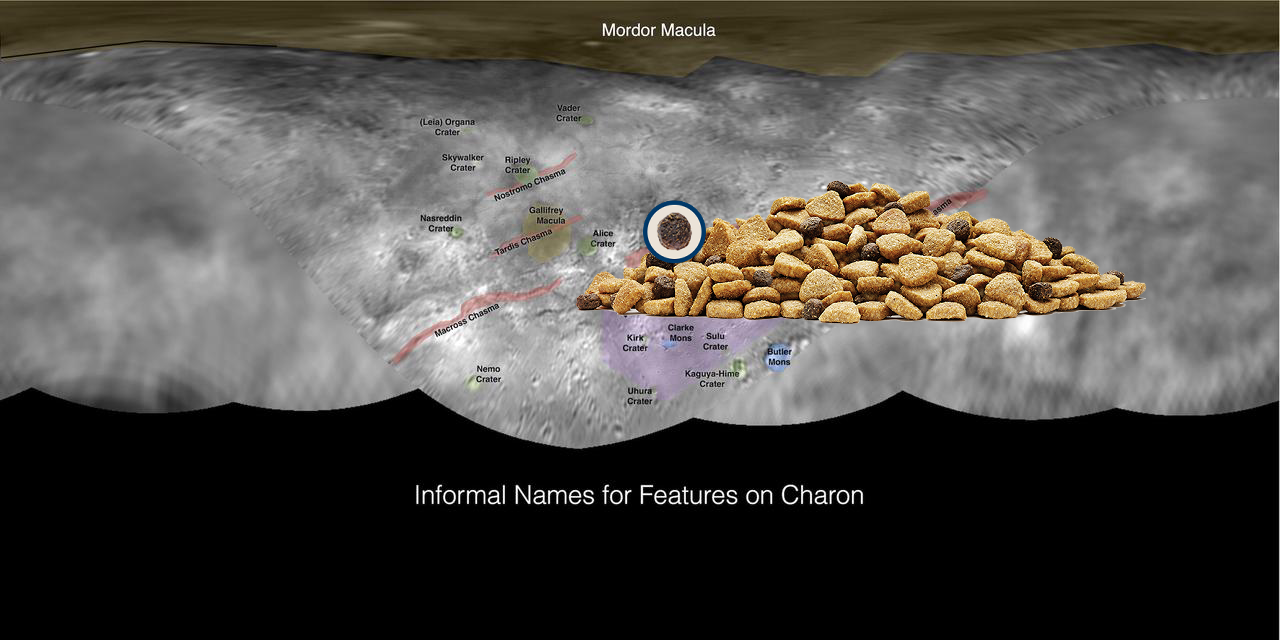 Mordor Macula
Vader
Crater
(Leia) Organa
Crater
Skywalker
Crater
Ripley
Crater
Nostromo Chasma
Nasreddin
Crater
Gallifrey
Macula
Tardis Chasma
Alice
Crater
Macross Chasma
Kirk
Crater
Clarke
Mons
Sulu
Crater
Butler
Mons
Nemo
Crater
Kaguya-Hime
Crater
Uhura
Crater
Informal Names for Features on Charon